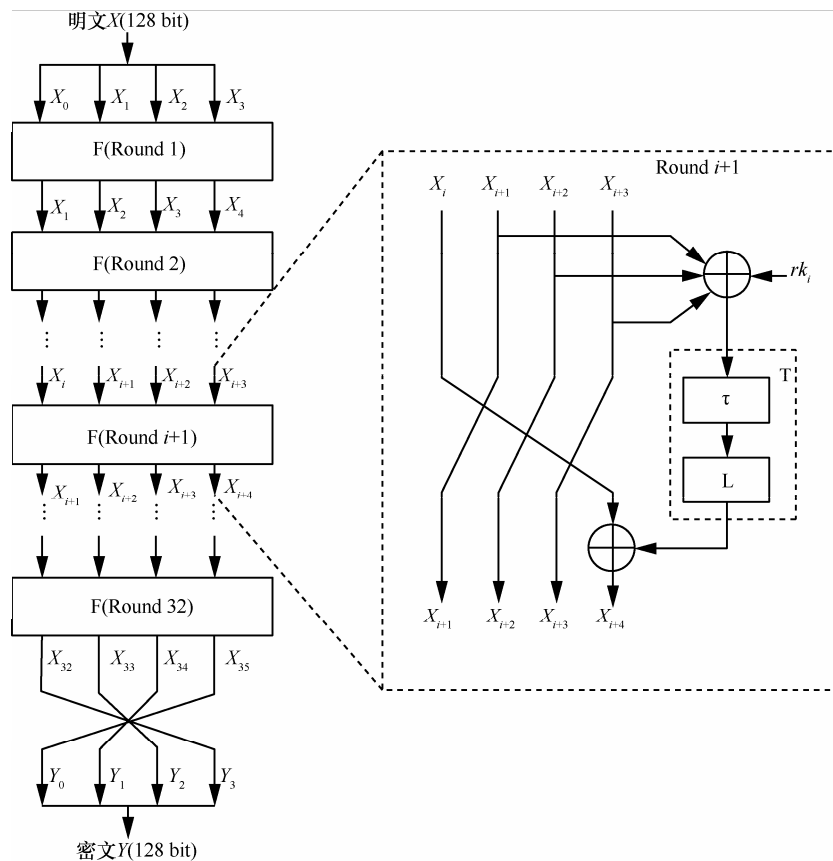 明文X(128 bit)
X₀ X₁ X₂ X₃
F(Round 1)
X₁ X₂ X₃ X₄
F(Round 2)
⋮ ⋮ ⋮ ⋮
Xᵢ Xᵢ₊₁ Xᵢ₊₂ Xᵢ₊₃
F(Round i+1)
Xᵢ₊₁ Xᵢ₊₂ Xᵢ₊₃ Xᵢ₊₄
⋮ ⋮ ⋮ ⋮
F(Round 32)
X₃₂ X₃₃ X₃₄ X₃₅
Y₀ Y₁ Y₂ Y₃
密文Y(128 bit)
Round i+1
Xᵢ Xᵢ₊₁ Xᵢ₊₂ Xᵢ₊₃
rkᵢ
T
τ
L
Xᵢ₊₁ Xᵢ₊₂ Xᵢ₊₃ Xᵢ₊₄